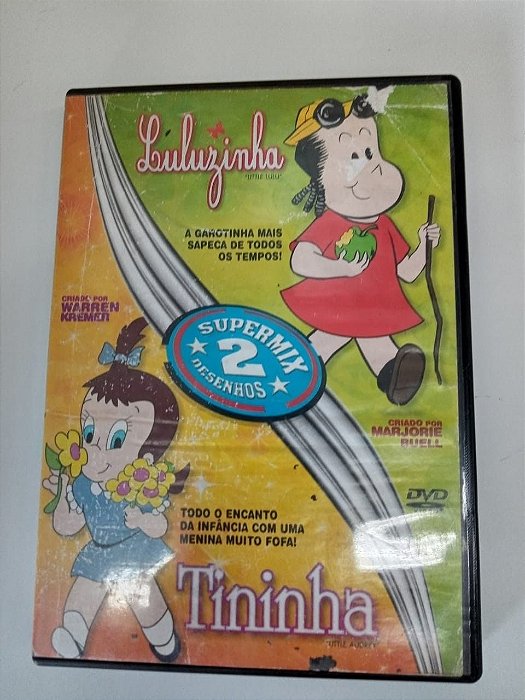 Luluzinha
"LITTLE LULU"
A GAROTINHA MAIS
SAPECA DE TODOS
OS TEMPOS!
CRIADO POR
WARREN
KREMER
SUPERMIX
2
DESENHOS
CRIADO POR
MARJORIE
BUELL
DVD
TODO O ENCANTO
DA INFÂNCIA COM UMA
MENINA MUITO FOFA!
Tininha
"LITTLE AUDREY"